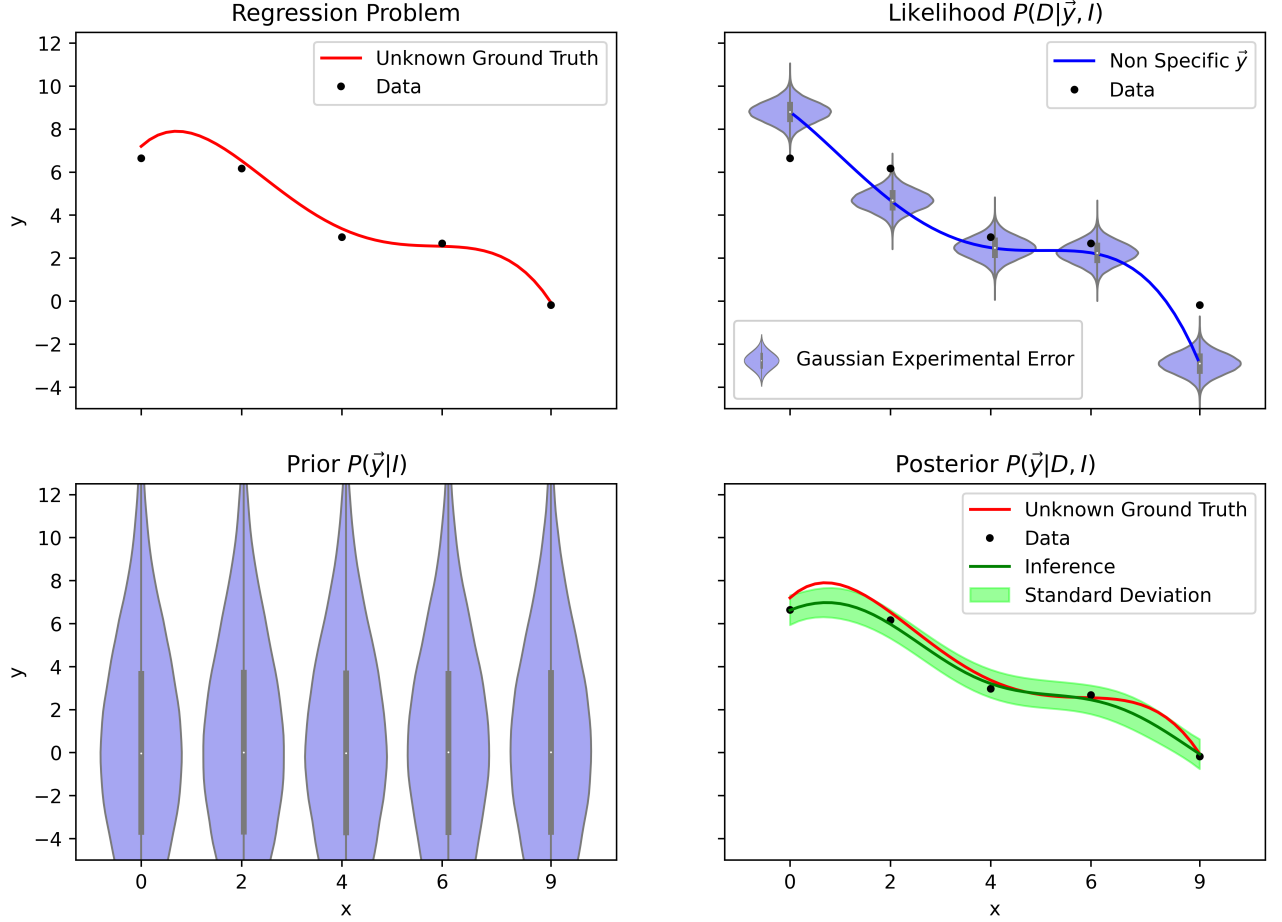 Regression Problem
12
10
8
6
4
2
0
−2
−4
y
Unknown Ground Truth
Data
Likelihood P(D|y⃗, I)
Non Specific y⃗
Data
Gaussian Experimental Error
Prior P(y⃗|I)
12
10
8
6
4
2
0
−2
−4
y
0 2 4 6 9
x
Posterior P(y⃗|D, I)
Unknown Ground Truth
Data
Inference
Standard Deviation
0 2 4 6 9
x